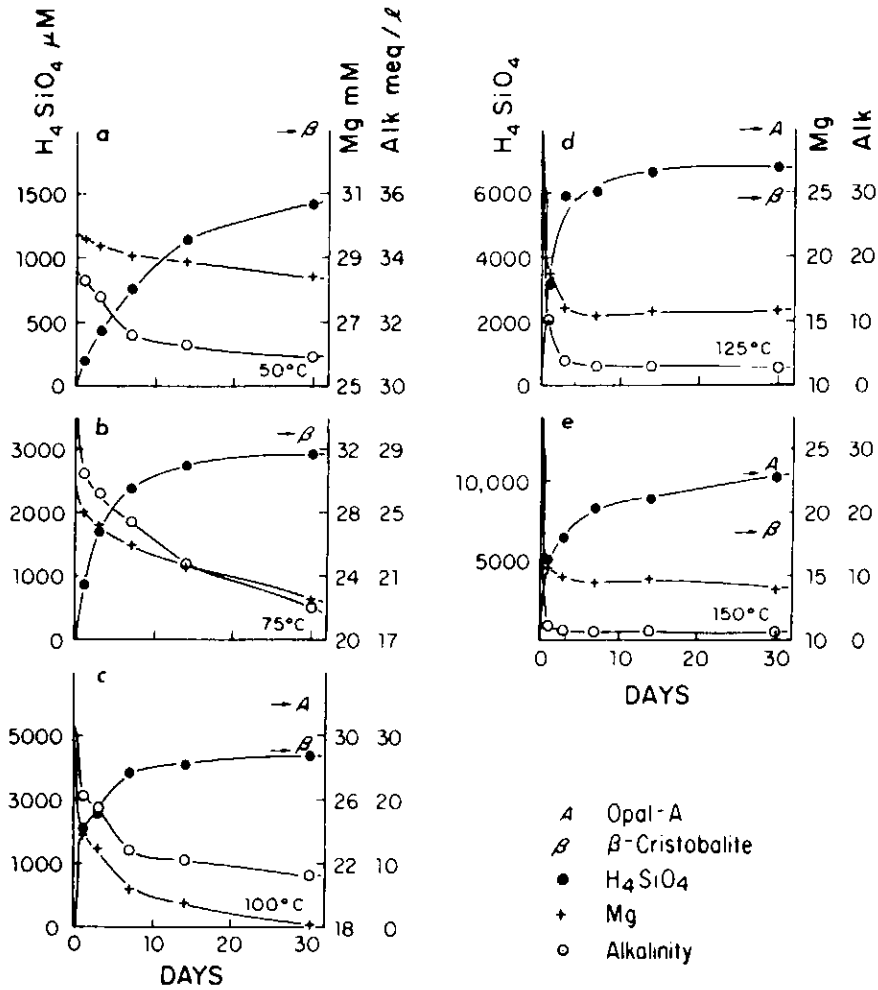 H4SiO4 μM
Mg mM
Alk meq/ℓ
a
→ β
1500
1000
500
0
31
29
27
25
36
34
32
30
50°C
b
→ β
3000
2000
1000
0
32
28
24
20
29
25
21
17
75°C
c
→ A
→ β
5000
3000
1000
0
30
26
22
18
30
20
10
0
100°C
0 10 20 30
DAYS
H4SiO4
Mg
Alk
d
→ A
→ β
6000
4000
2000
0
25
20
15
10
30
20
10
0
125°C
e
→ A
→ β
10,000
5000
25
20
15
10
30
20
10
0
150°C
0 10 20 30
DAYS
A Opal-A
β β-Cristobalite
● H4SiO4
+ Mg
○ Alkalinity